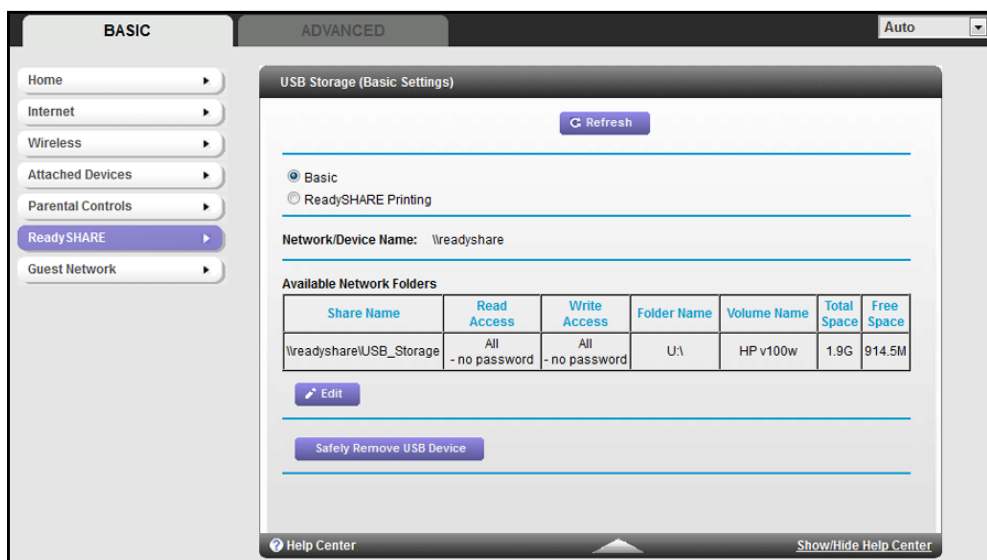 BASIC
ADVANCED
Auto
Home
Internet
Wireless
Attached Devices
Parental Controls
ReadySHARE
Guest Network
USB Storage (Basic Settings)
Refresh
Basic
ReadySHARE Printing
Network/Device Name: \\readyshare
Available Network Folders
Share Name Read Access Write Access Folder Name Volume Name Total Space Free Space
\\readyshare\USB_Storage All - no password All - no password U:\ HP v100w 1.9G 914.5M
Edit
Safely Remove USB Device
Help Center Show/Hide Help Center